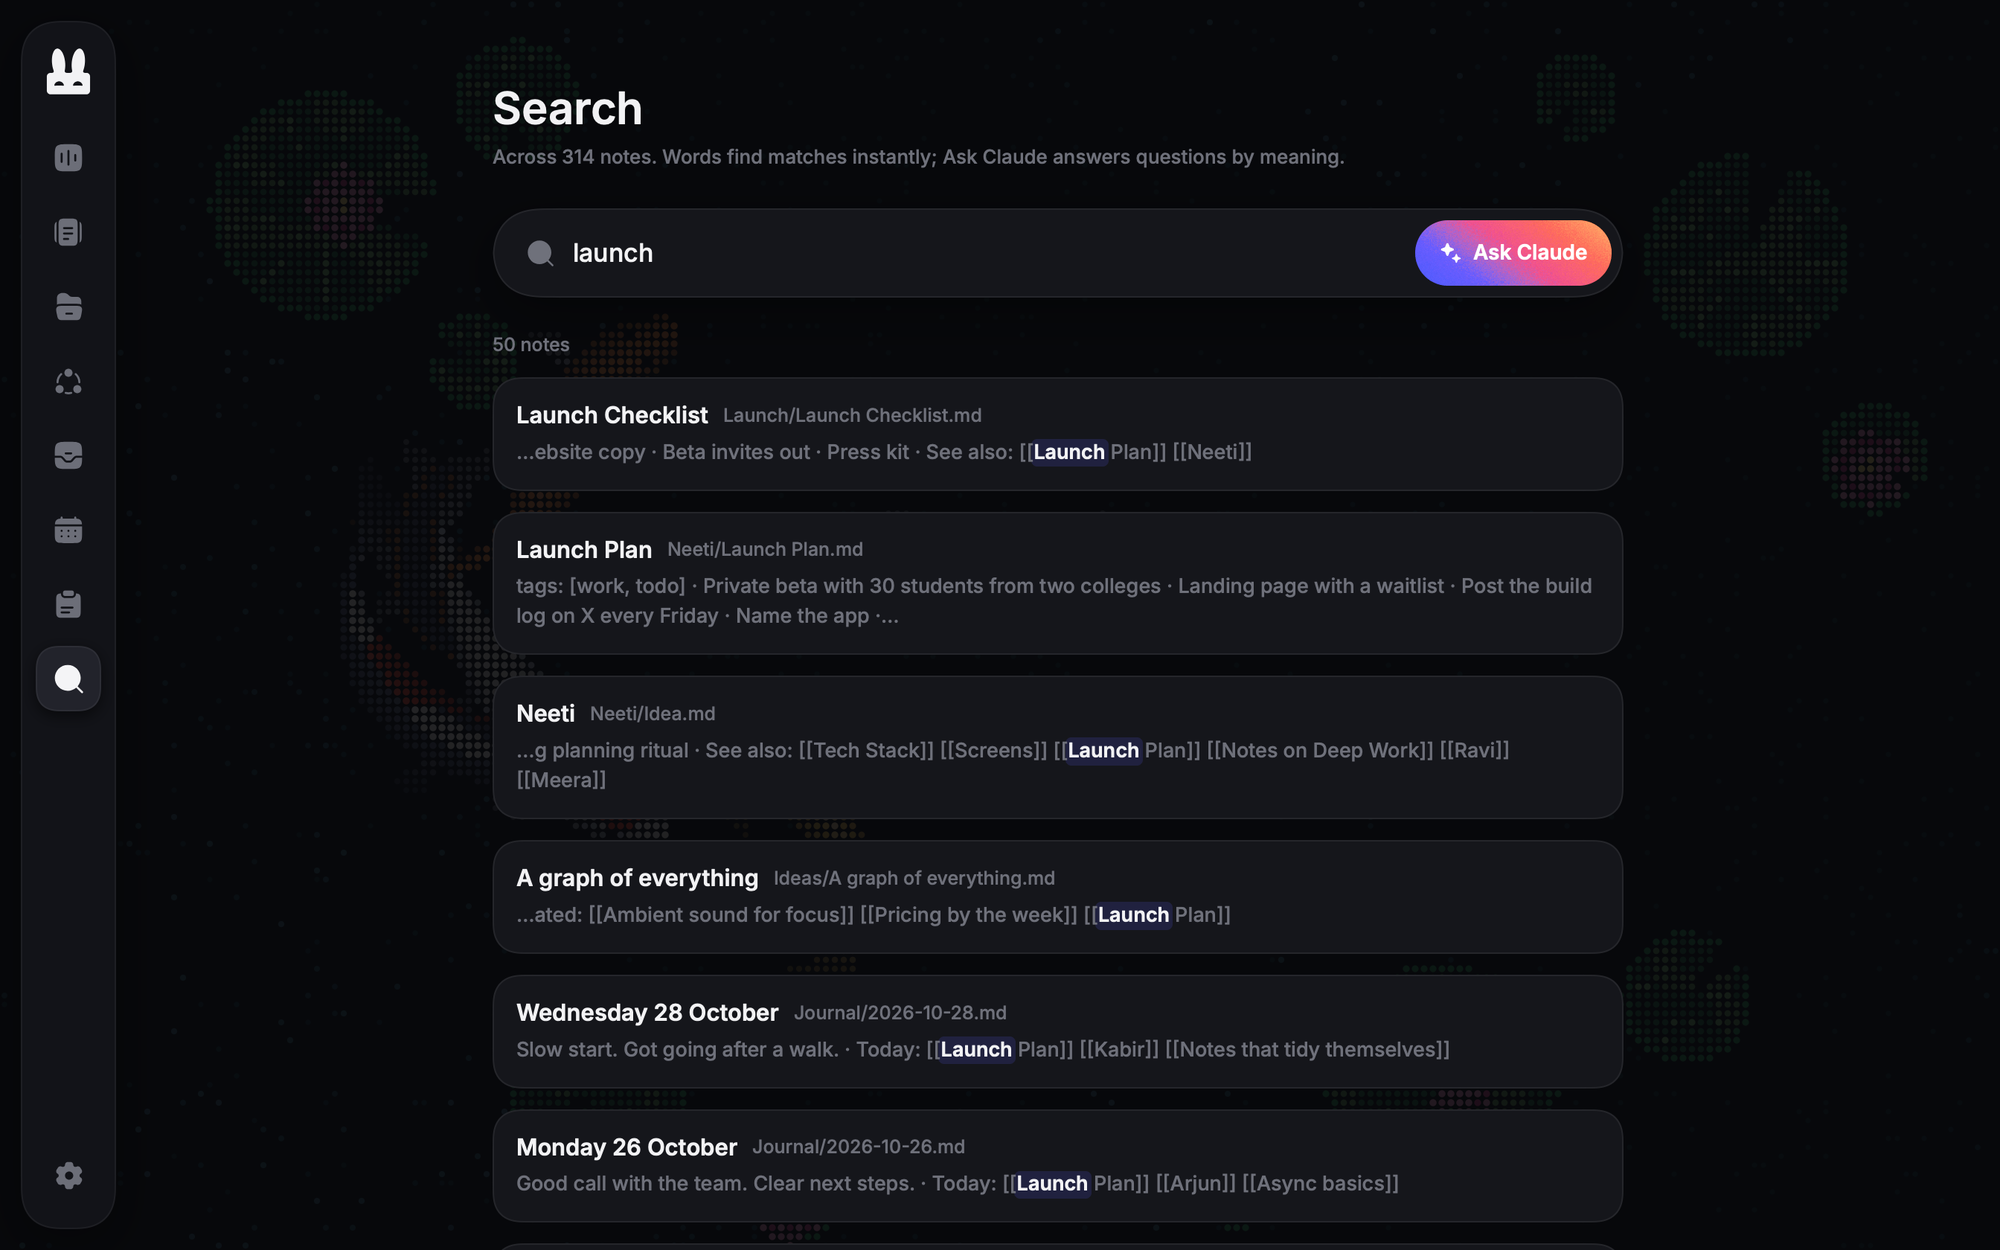 Search
Across 314 notes. Words find matches instantly; Ask Claude answers questions by meaning.
launch
Ask Claude
50 notes
Launch Checklist Launch/Launch Checklist.md
...ebsite copy · Beta invites out · Press kit · See also: [[Launch Plan]] [[Neeti]]
Launch Plan Neeti/Launch Plan.md
tags: [work, todo] · Private beta with 30 students from two colleges · Landing page with a waitlist · Post the build
log on X every Friday · Name the app ·...
Neeti Neeti/Idea.md
...g planning ritual · See also: [[Tech Stack]] [[Screens]] [[Launch Plan]] [[Notes on Deep Work]] [[Ravi]]
[[Meera]]
A graph of everything Ideas/A graph of everything.md
...ated: [[Ambient sound for focus]] [[Pricing by the week]] [[Launch Plan]]
Wednesday 28 October Journal/2026-10-28.md
Slow start. Got going after a walk. · Today: [[Launch Plan]] [[Kabir]] [[Notes that tidy themselves]]
Monday 26 October Journal/2026-10-26.md
Good call with the team. Clear next steps. · Today: [[Launch Plan]] [[Arjun]] [[Async basics]]